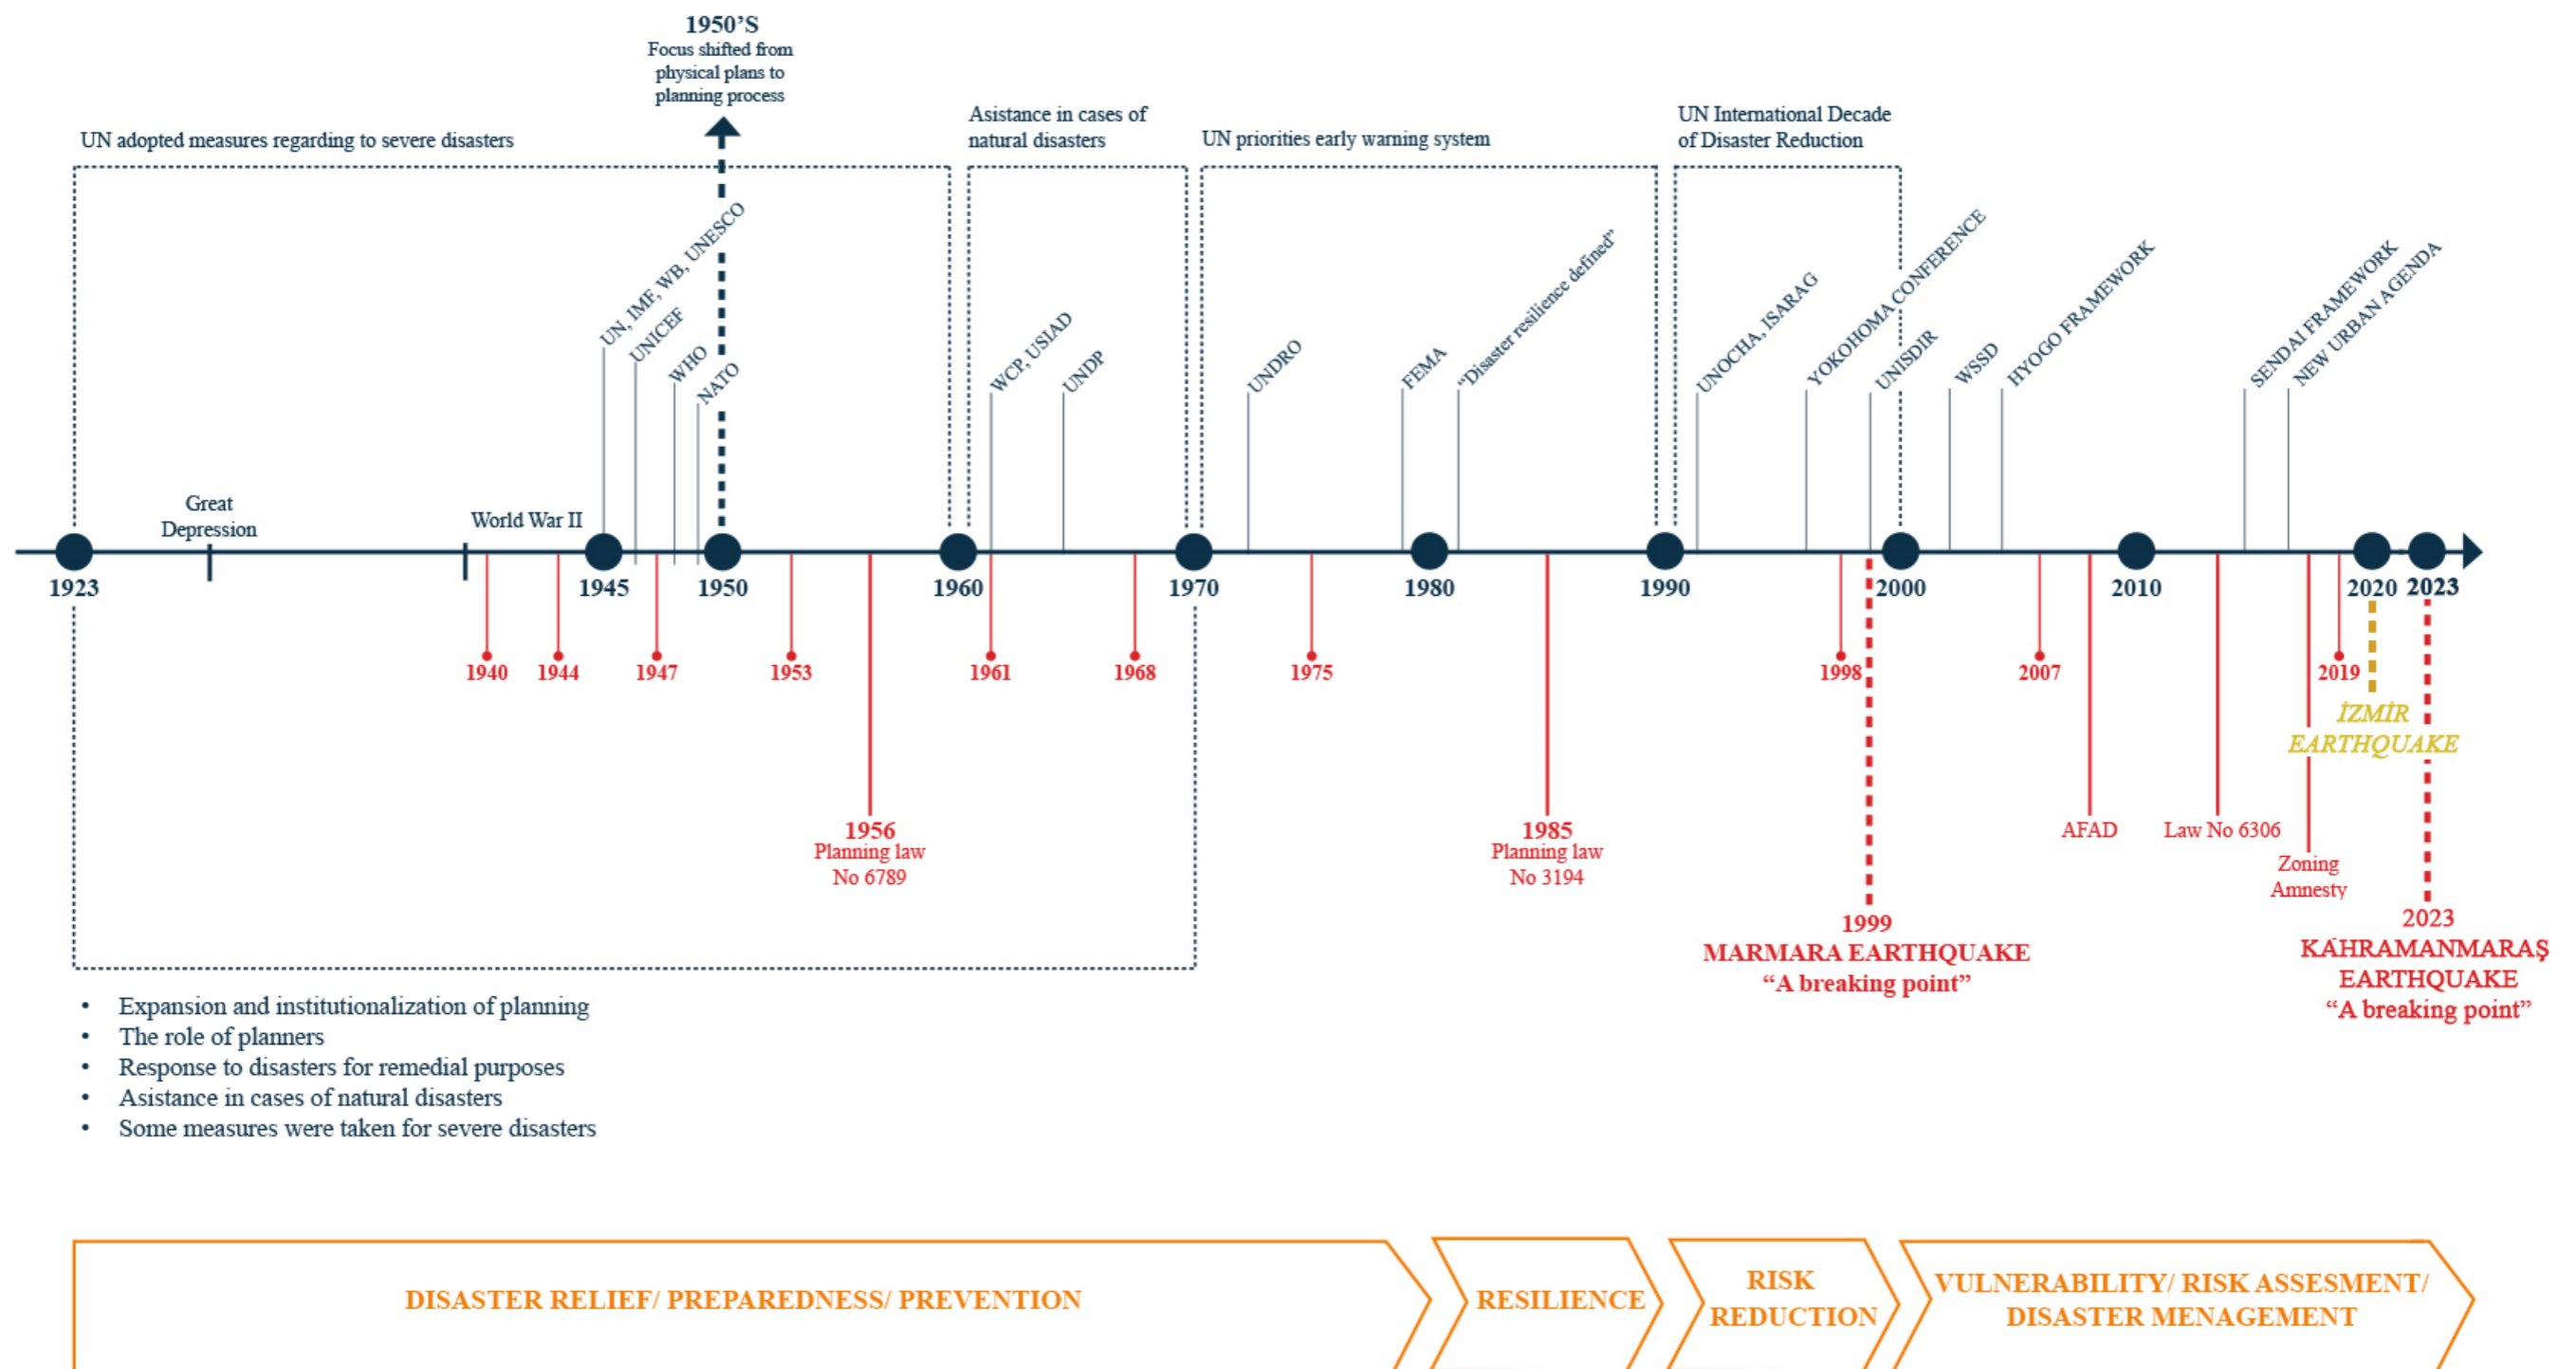 1950’S
Focus shifted from
physical plans to
planning process
UN adopted measures regarding to severe disasters
Asistance in cases of
natural disasters
UN priorities early warning system
UN International Decade
of Disaster Reduction
UN, IMF, WB, UNESCO
UNICEF
WHO
NATO
WCP, USIAD
UNDP
UNDRO
FEMA
“Disaster resilience defined”
UNOCHA, ISARAG
YOKOHOMA CONFERENCE
UNISDIR
WSSD
HYOGO FRAMEWORK
SENDAI FRAMEWORK
NEW URBAN AGENDA
Great
Depression
World War II
1923
1945
1950
1960
1970
1980
1990
2000
2010
2020
2023
1940
1944
1947
1953
1961
1968
1975
1998
2007
2019
İZMİR
EARTHQUAKE
1956
Planning law
No 6789
1985
Planning law
No 3194
AFAD
Law No 6306
Zoning
Amnesty
1999
MARMARA EARTHQUAKE
“A breaking point”
2023
KAHRAMANMARAŞ
EARTHQUAKE
“A breaking point”
• Expansion and institutionalization of planning
• The role of planners
• Response to disasters for remedial purposes
• Asistance in cases of natural disasters
• Some measures were taken for severe disasters
DISASTER RELIEF/ PREPAREDNESS/ PREVENTION
RESILIENCE
RISK
REDUCTION
VULNERABILITY/ RISK ASSESMENT/
DISASTER MENAGEMENT